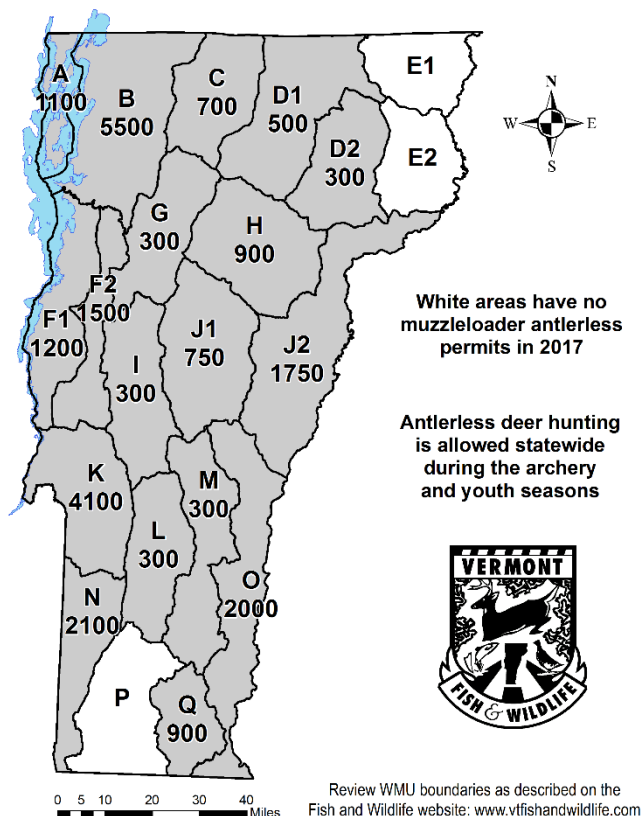 A
1100
B
5500
C
700
D1
500
E1
D2
300
E2
N
W E
S
G
300
H
900
F2
1500
F1
1200
I
300
J1
750
J2
1750
White areas have no
muzzleloader antlerless
permits in 2017
Antlerless deer hunting
is allowed statewide
during the archery
and youth seasons
K
4100
L
300
M
300
N
2100
O
2000
P
Q
900
VERMONT
FISH & WILDLIFE
0 5 10 20 30 40
Miles
Review WMU boundaries as described on the
Fish and Wildlife website: www.vtfishandwildlife.com